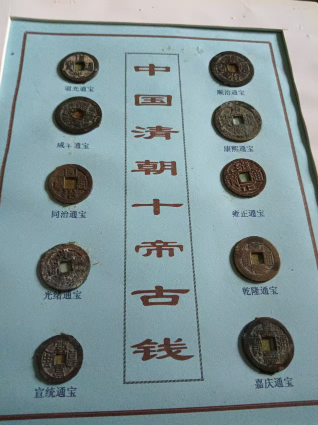 中国清朝十帝古钱
顺治通宝
康熙通宝
雍正通宝
乾隆通宝
嘉庆通宝
道光通宝
咸丰通宝
同治通宝
光绪通宝
宣统通宝